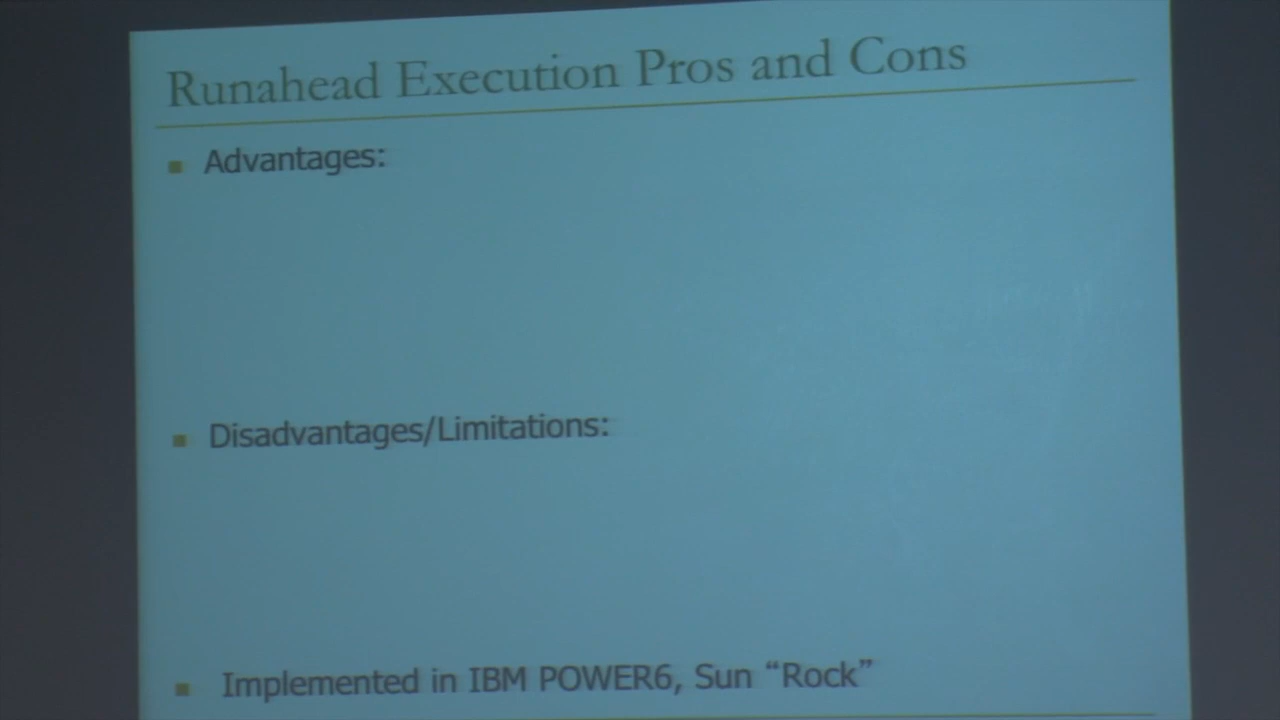 Runahead Execution Pros and Cons
Advantages:
Disadvantages/Limitations:
Implemented in IBM POWER6, Sun “Rock”